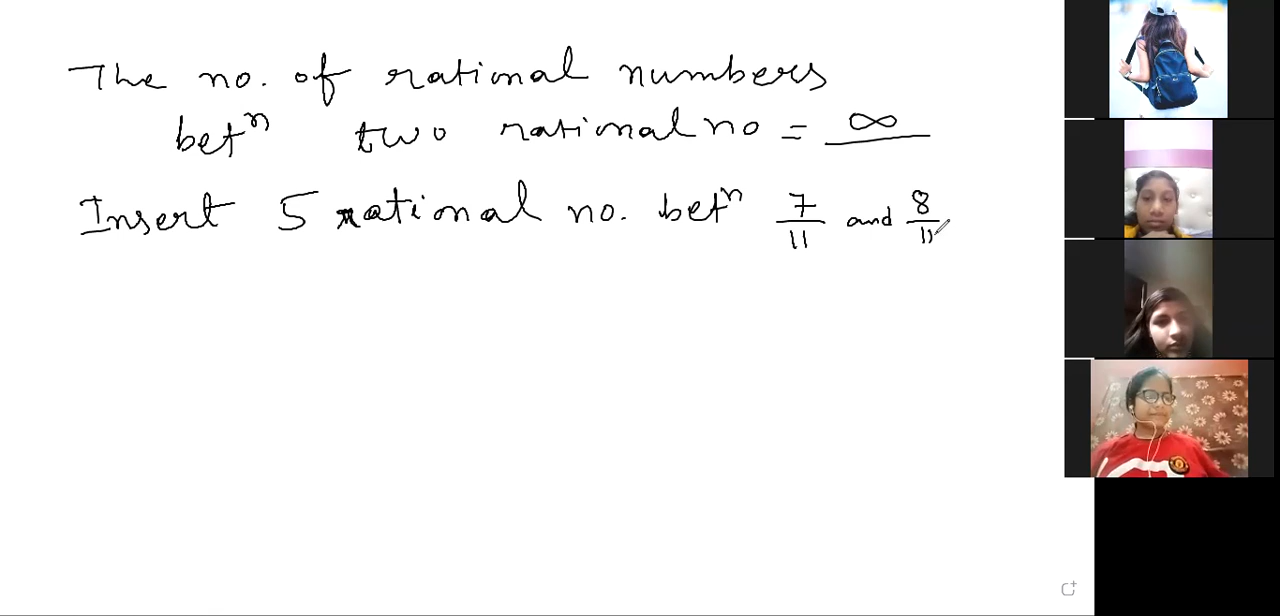 The no. of rational numbers
betⁿ two rational no = ∞
Insert 5 rational no. betⁿ 7/11 and 8/11